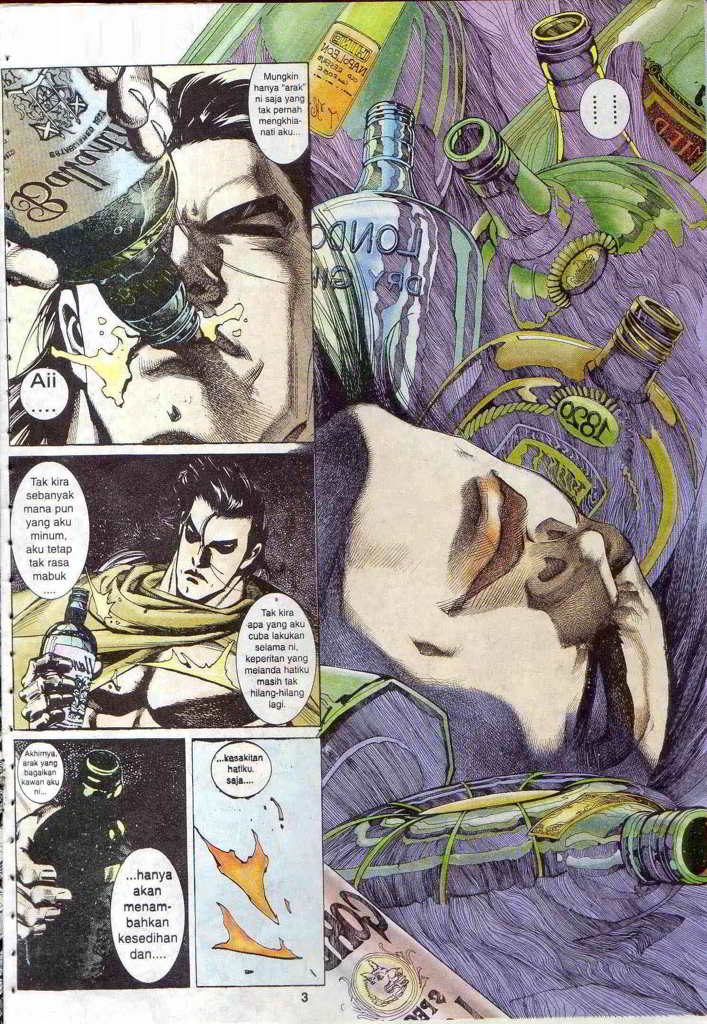 Mungkin
hanya "arak"
ni saja yang
tak pernah
mengkhia-
nati aku...
Aii
....
Tak kira
sebanyak
mana pun
yang aku
minum,
aku tetap
tak rasa
mabuk
....
Tak kira
apa yang aku
cuba lakukan
selama ni,
keperitan yang
melanda hatiku
masih tak
hilang-hilang
lagi.
Akhirnya,
arak yang
bagaikan
kawan aku
ni...
...hanya
akan
menam-
bahkan
kesedihan
dan....
...kesakitan
hatiku.
saja....
NAPOLEON
LONDO
DRY GIN
1820
3